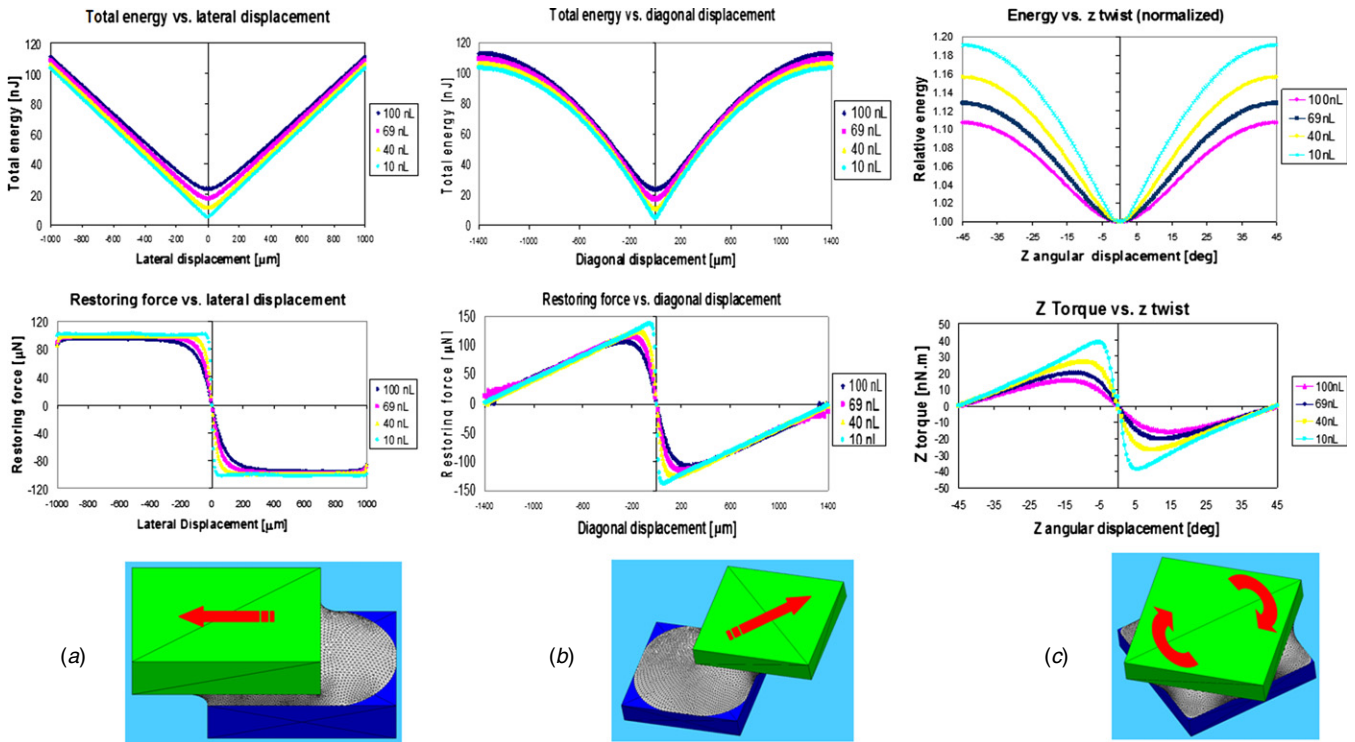 Total energy vs. lateral displacement
Total energy [nJ]
120
100
80
60
40
20
0
-1000 -800 -600 -400 -200 0 200 400 600 800 1000
Lateral displacement [µm]
100 nL
69 nL
40 nL
10 nL
Total energy vs.diagonal displacement
Total energy [nJ]
120
100
80
60
40
20
0
-1400 -1000 -600 -200 200 600 1000 1400
Diagonal displacement [µm]
100 nL
69 nL
40 nL
10 nL
Energy vs. z twist (normalized)
Relative energy
1.20
1.18
1.16
1.14
1.12
1.10
1.08
1.06
1.04
1.02
1.00
-45 -35 -25 -15 -5 5 15 25 35 45
Z angular displacement [deg]
100nL
69 nL
40 nL
10 nL
Restoring force vs. lateral displacement
Restoring force [µN]
120
80
40
0
-40
-80
-120
-1000 -800 -600 -400 -200 0 200 400 600 800 1000
Lateral Displacement [µm]
100 nL
69 nL
40 nL
10 nL
Restoring force vs. diagonal displacement
Restoring force [µN]
150
100
50
0
-50
-100
-150
-1400 -1000 -600 -200 200 600 1000 1400
Diagonal displacement [µm]
100 nL
69 nL
40 nL
10 nl
Z Torque vs. z twist
Z torque [nN.m]
50
40
30
20
10
0
-10
-20
-30
-40
-50
-45 -35 -25 -15 -5 5 15 25 35 45
Z angular displacement [deg]
100nL
69nL
40nL
10nL
(a)
(b)
(c)